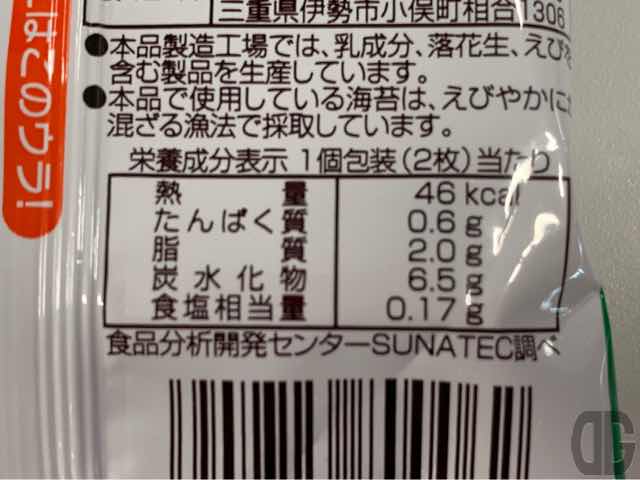 三重県伊勢市小俣町相合1306
●本品製造工場では、乳成分、落花生、えびを
含む製品を生産しています。
●本品で使用している海苔は、えびやかにが
混ざる漁法で採取しています。
栄養成分表示 1個包装(2枚)当たり
熱量 46 kcal
たんぱく質 0.6 g
脂質 2.0 g
炭水化物 6.5 g
食塩相当量 0.17 g
食品分析開発センターSUNATEC調べ
はこのウラ!
DG